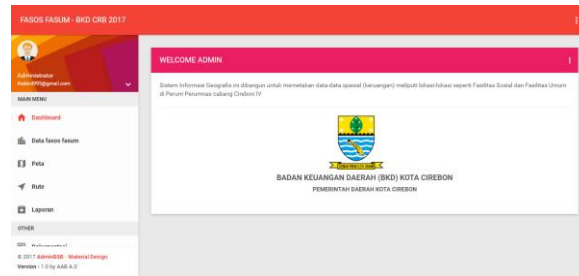 FASOS FASUM - BKD CRB 2017
Administrator
MAIN MENU
Dashboard
Data fasos fasum
Peta
Rute
Laporan
OTHER
© 2017 AdminBSB - Material Design
Version : 1.0 by AAB A.S
WELCOME ADMIN
Sistem Informasi Geografis ini dibangun untuk memetakan data-data spasial (keuangan) meliputi lokasi-lokasi seperti Fasilitas Sosial dan Fasilitas Umum
di Perum Perumnas cabang Cirebon IV
BADAN KEUANGAN DAERAH (BKD) KOTA CIREBON
PEMERINTAH DAERAH KOTA CIREBON